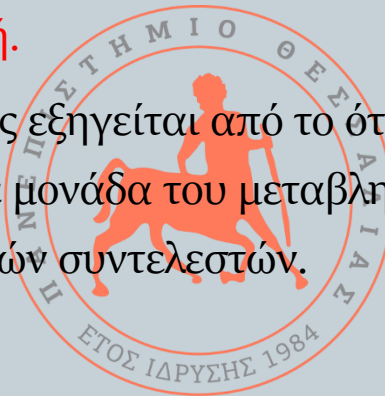 ή.
ς εξηγείται από το ότ
μονάδα του μεταβλη
ών συντελεστών.
ΠΑΝΕΠΙΣΤΗΜΙΟ ΘΕΣΣΑΛΙΑΣ
ΕΤΟΣ ΙΔΡΥΣΗΣ 1984